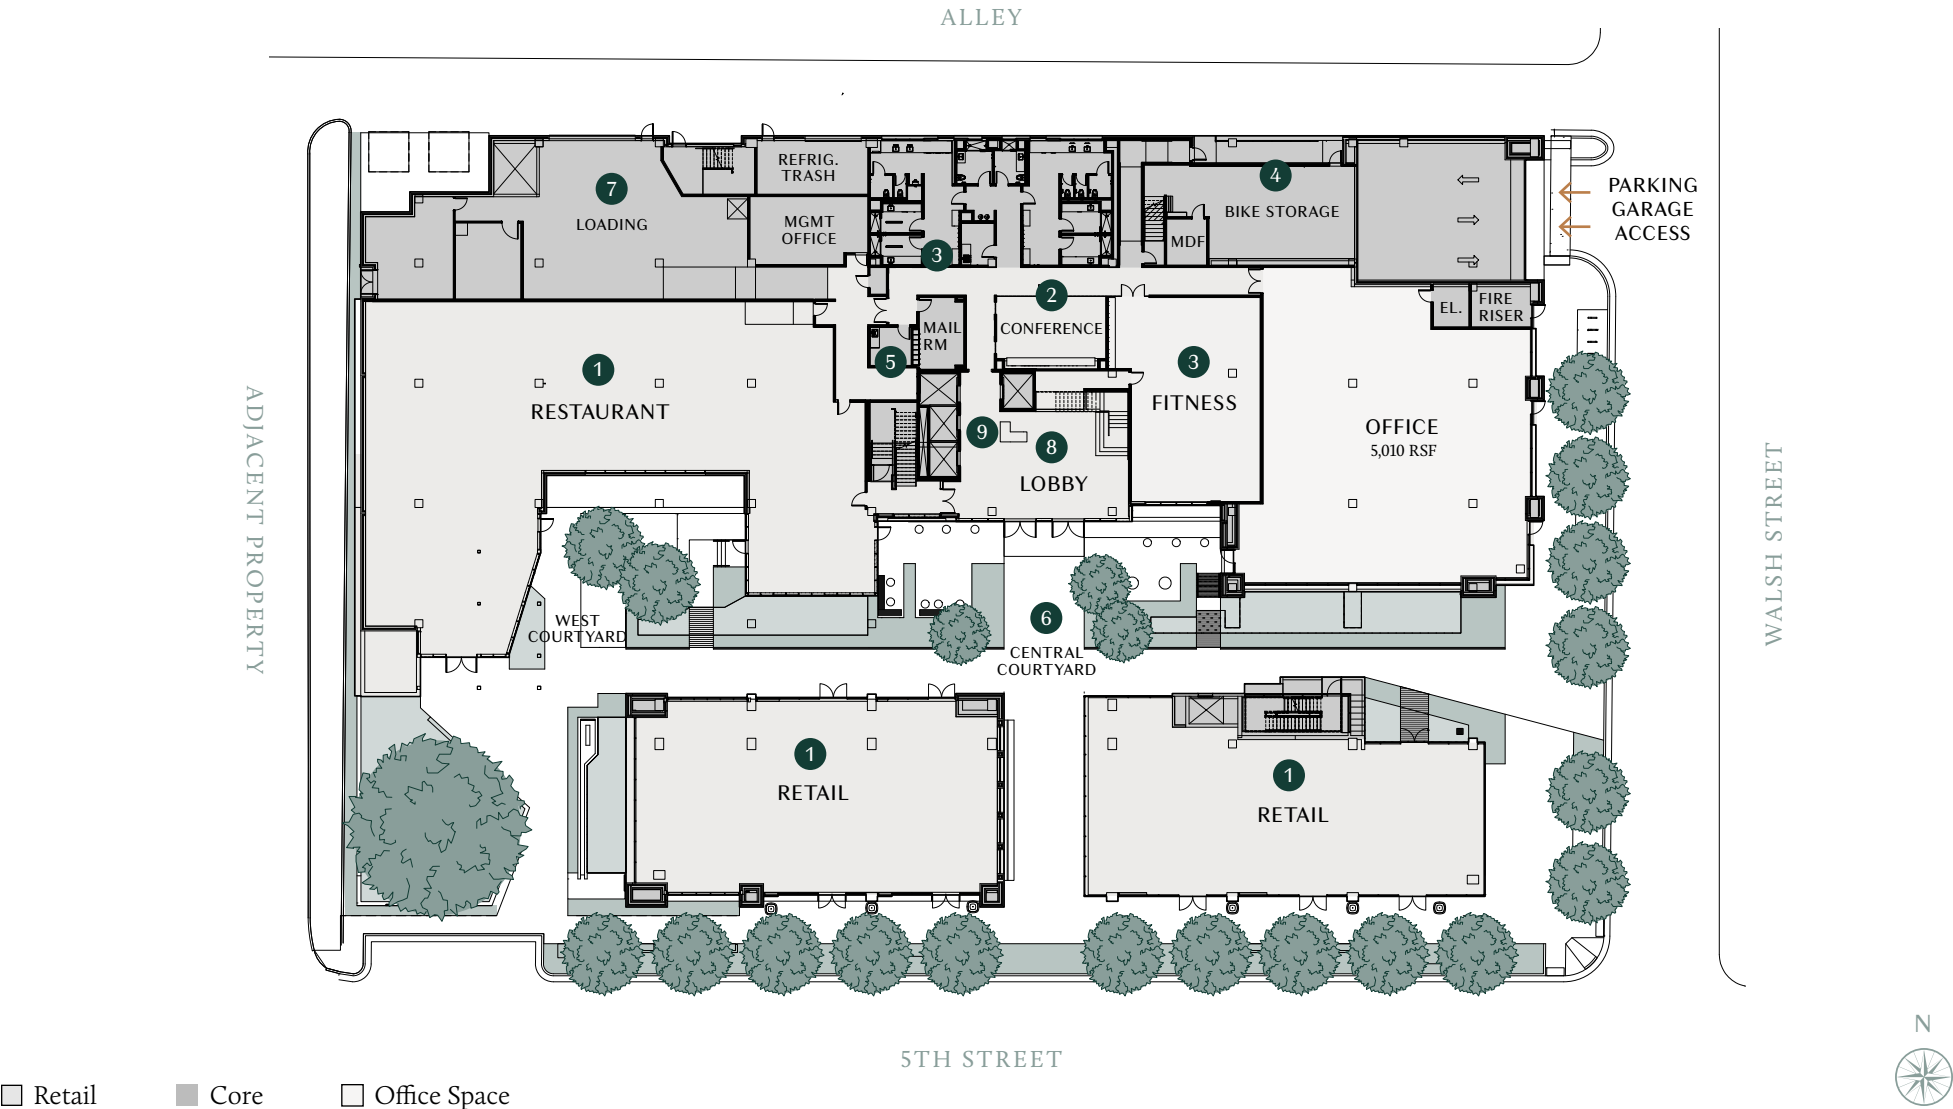 ALLEY
REFRIG.
TRASH
7
LOADING
MGMT
OFFICE
3
4
BIKE STORAGE
MDF
PARKING
GARAGE
ACCESS
2
CONFERENCE
MAIL
RM
5
EL.
FIRE
RISER
1
RESTAURANT
3
FITNESS
9
8
LOBBY
OFFICE
5,010 RSF
ADJACENT PROPERTY
WALSH STREET
WEST
COURTYARD
6
CENTRAL
COURTYARD
1
RETAIL
1
RETAIL
5TH STREET
N
Retail
Core
Office Space